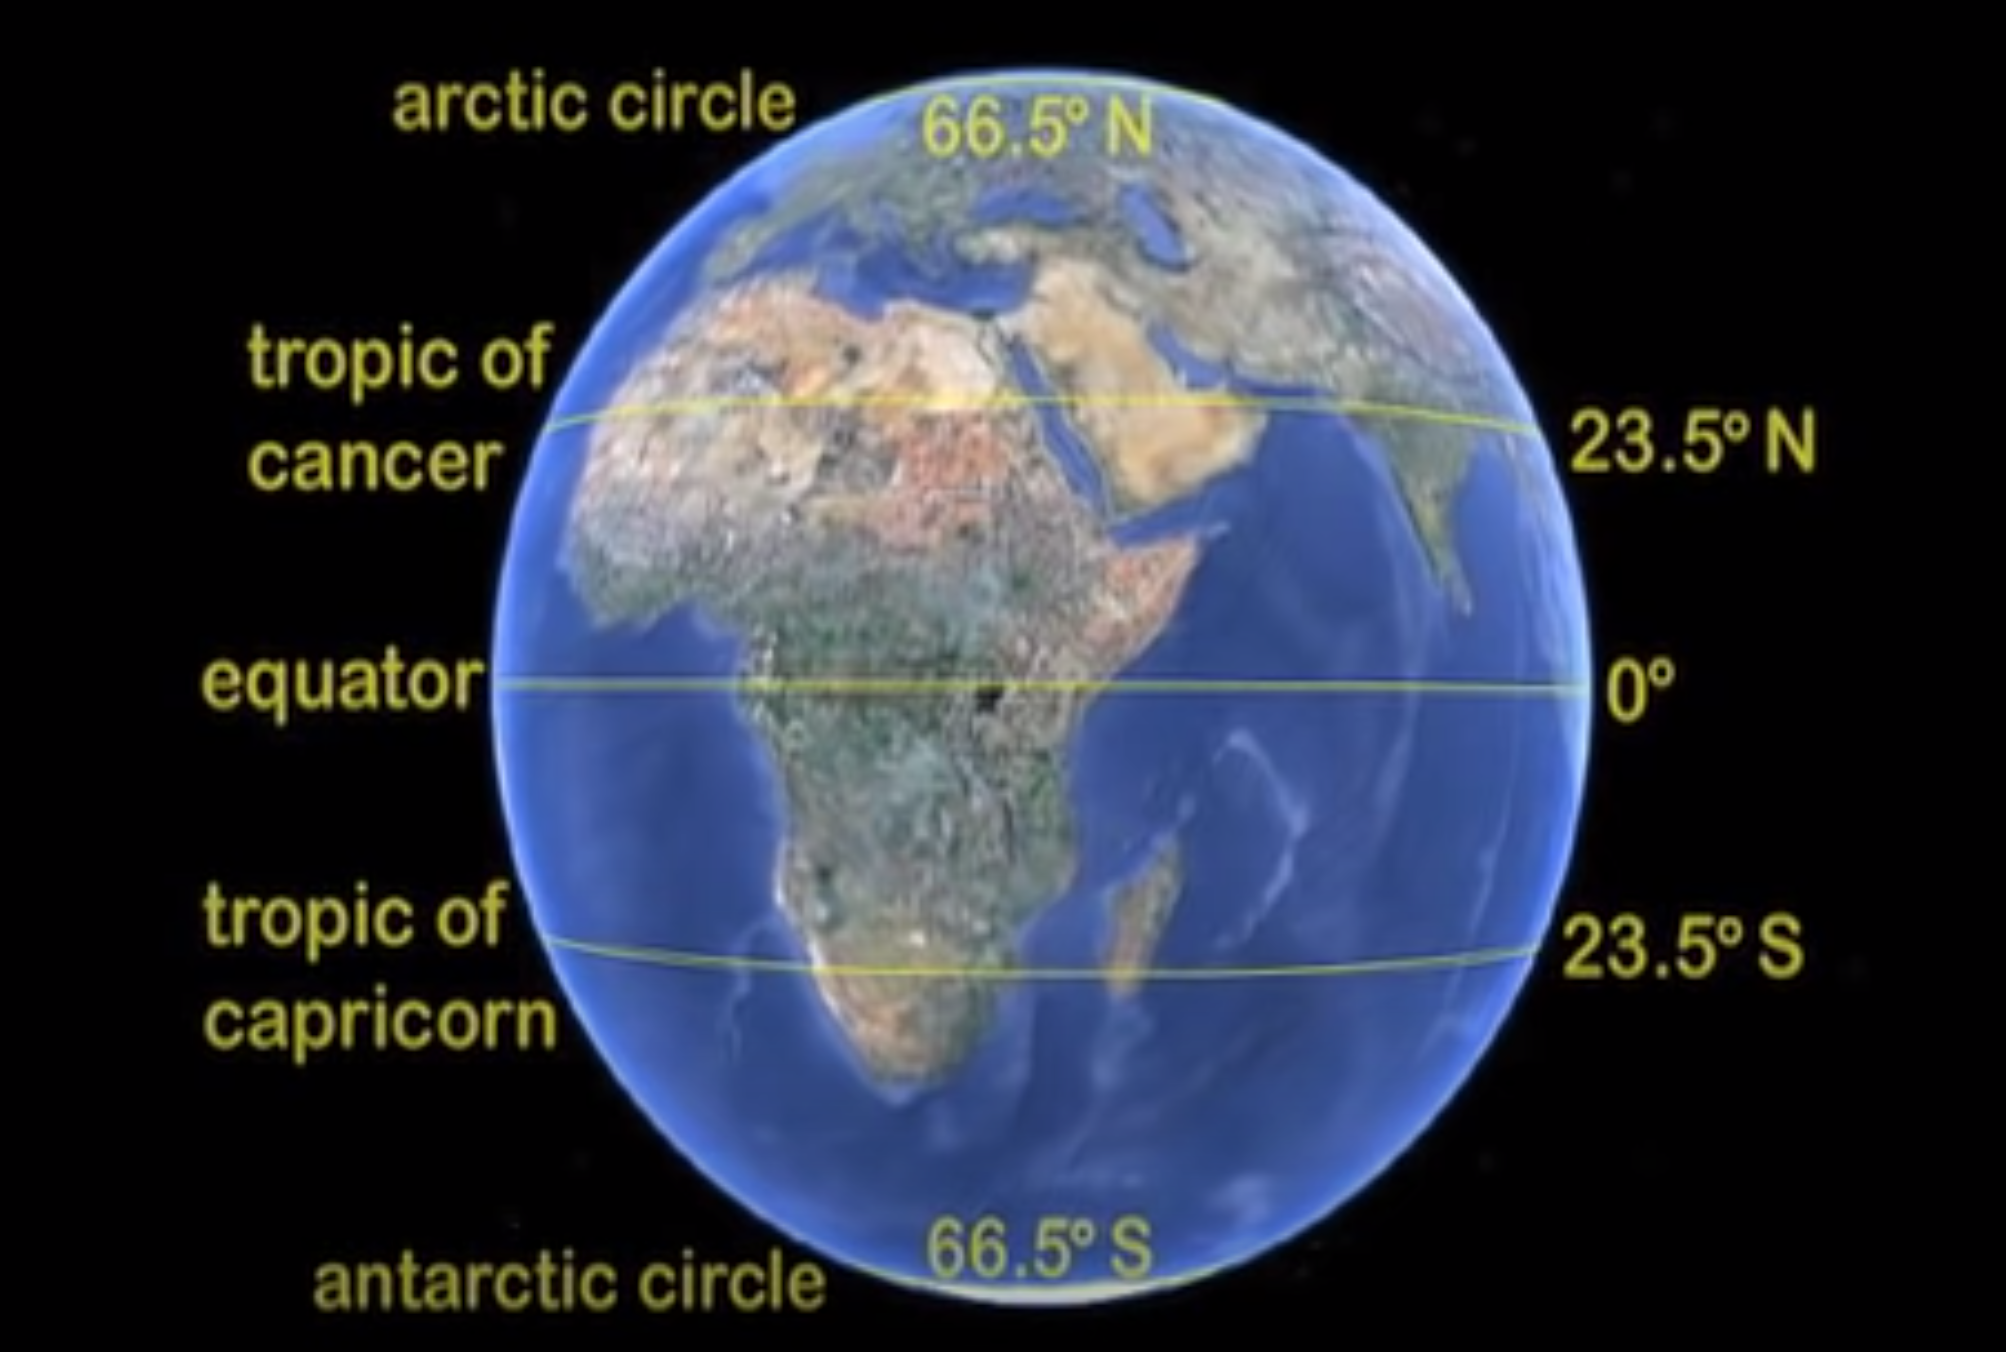 arctic circle
66.5° N
tropic of
cancer
23.5° N
equator
0°
tropic of
capricorn
23.5° S
antarctic circle
66.5° S